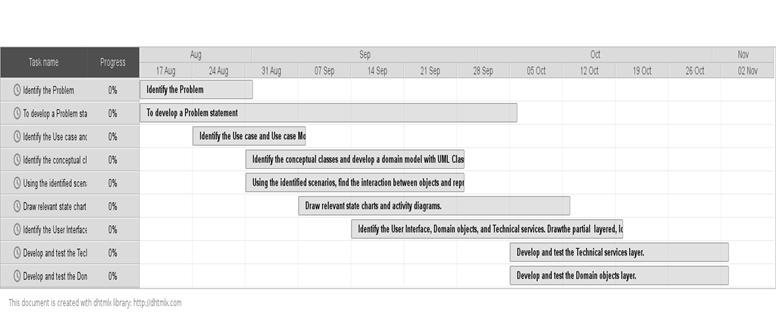 Task name Progress Aug Sep Oct Nov
17 Aug 24 Aug 31 Aug 07 Sep 14 Sep 21 Sep 28 Sep 05 Oct 12 Oct 19 Oct 26 Oct 02 Nov
Identify the Problem 0% Identify the Problem
To develop a Problem sta 0% To develop a Problem statement
Identify the Use case and 0% Identify the Use case and Use case Mo
Identify the conceptual cl 0% Identify the conceptual classes and develop a domain model with UML Clas
Using the identified scen 0% Using the identified scenarios, find the interaction between objects and repr
Draw relevant state chart 0% Draw relevant state charts and activity diagrams.
Identify the User Interface 0% Identify the User Interface, Domain objects, and Technical services. Drawthe partial layered, lo
Develop and test the Tecl 0% Develop and test the Technical services layer.
Develop and test the Don 0% Develop and test the Domain objects layer.
This document is created with dhtmlx library: http://dhtmlx.com